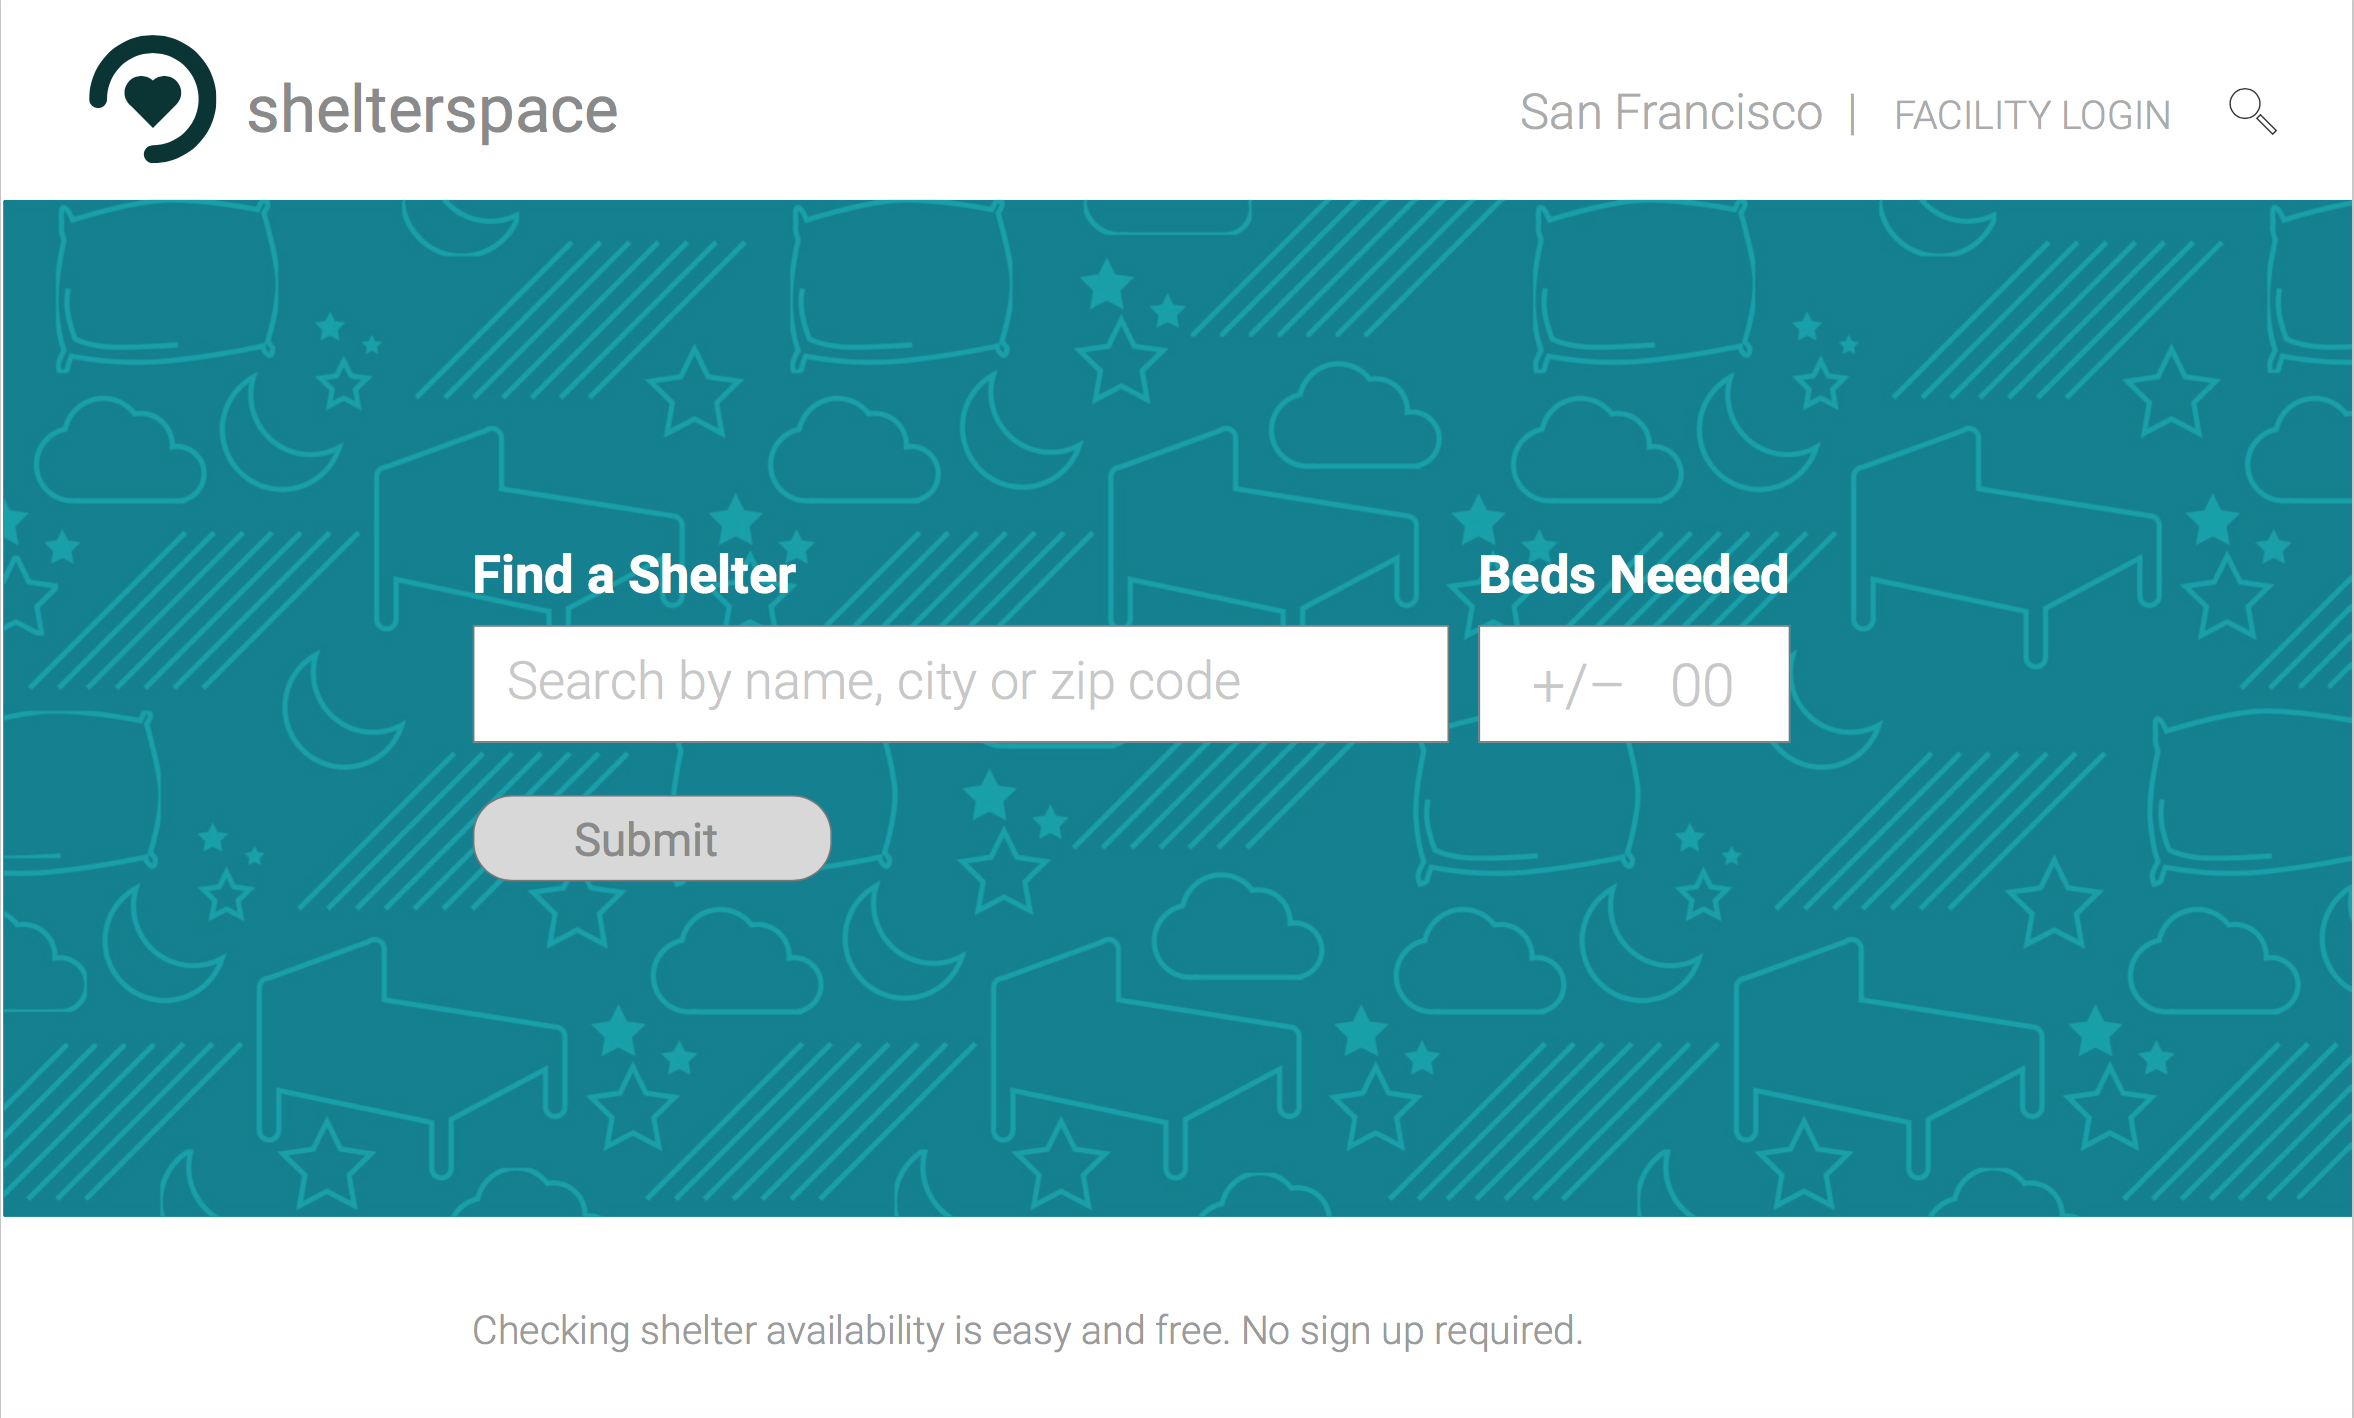 shelterspace
San Francisco | FACILITY LOGIN
Find a Shelter
Beds Needed
Search by name, city or zip code
+/− 00
Submit
Checking shelter availability is easy and free. No sign up required.